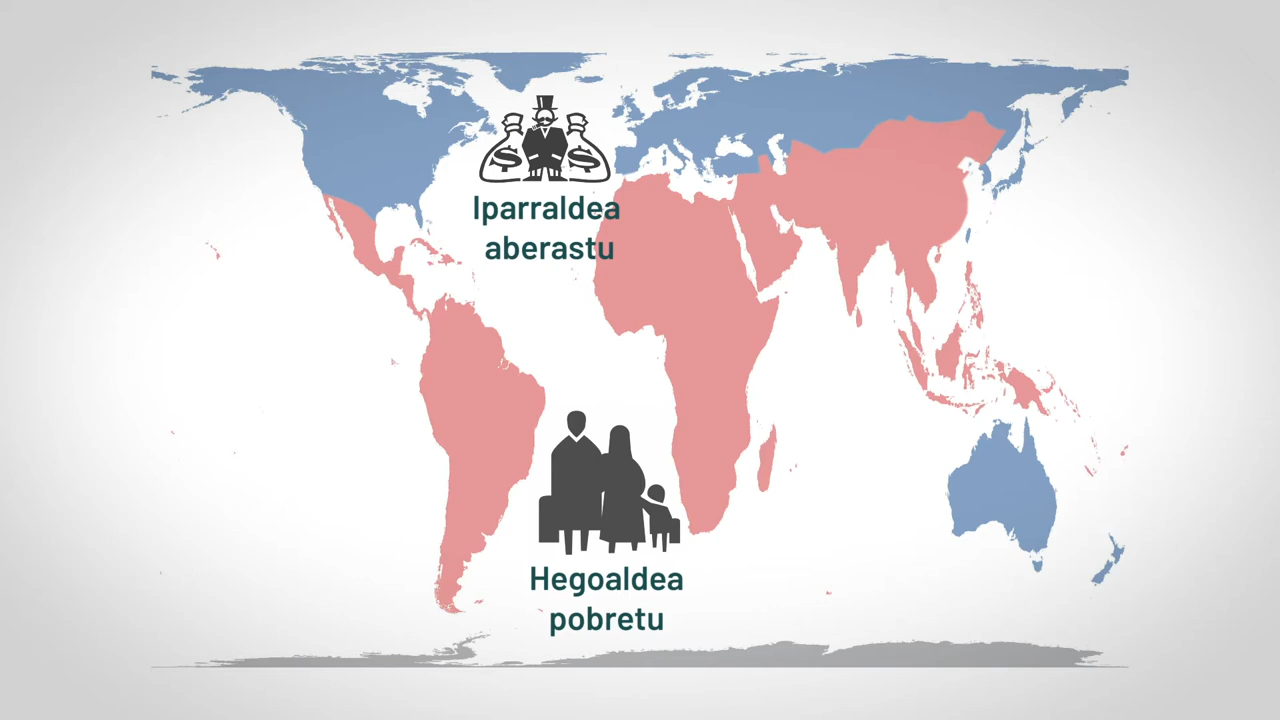 $ $
Iparraldea
aberastu
Hegoaldea
pobretu